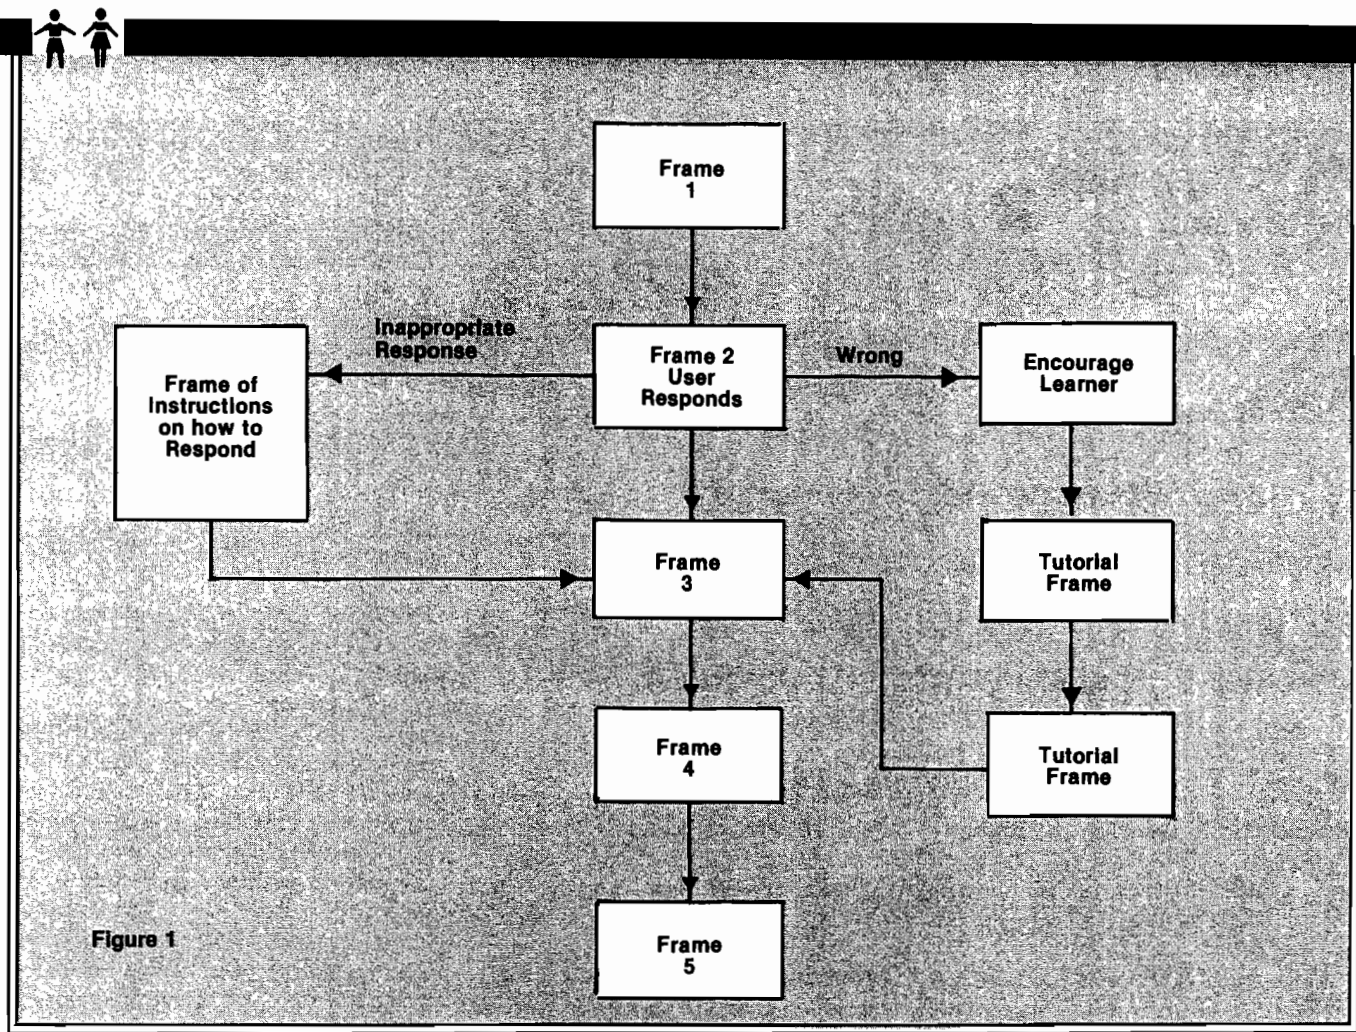 Frame
1
Inappropriate
Response
Frame of
Instructions
on how to
Respond
Frame 2
User
Responds
Wrong
Encourage
Learner
Frame
3
Tutorial
Frame
Frame
4
Tutorial
Frame
Frame
5
Figure 1